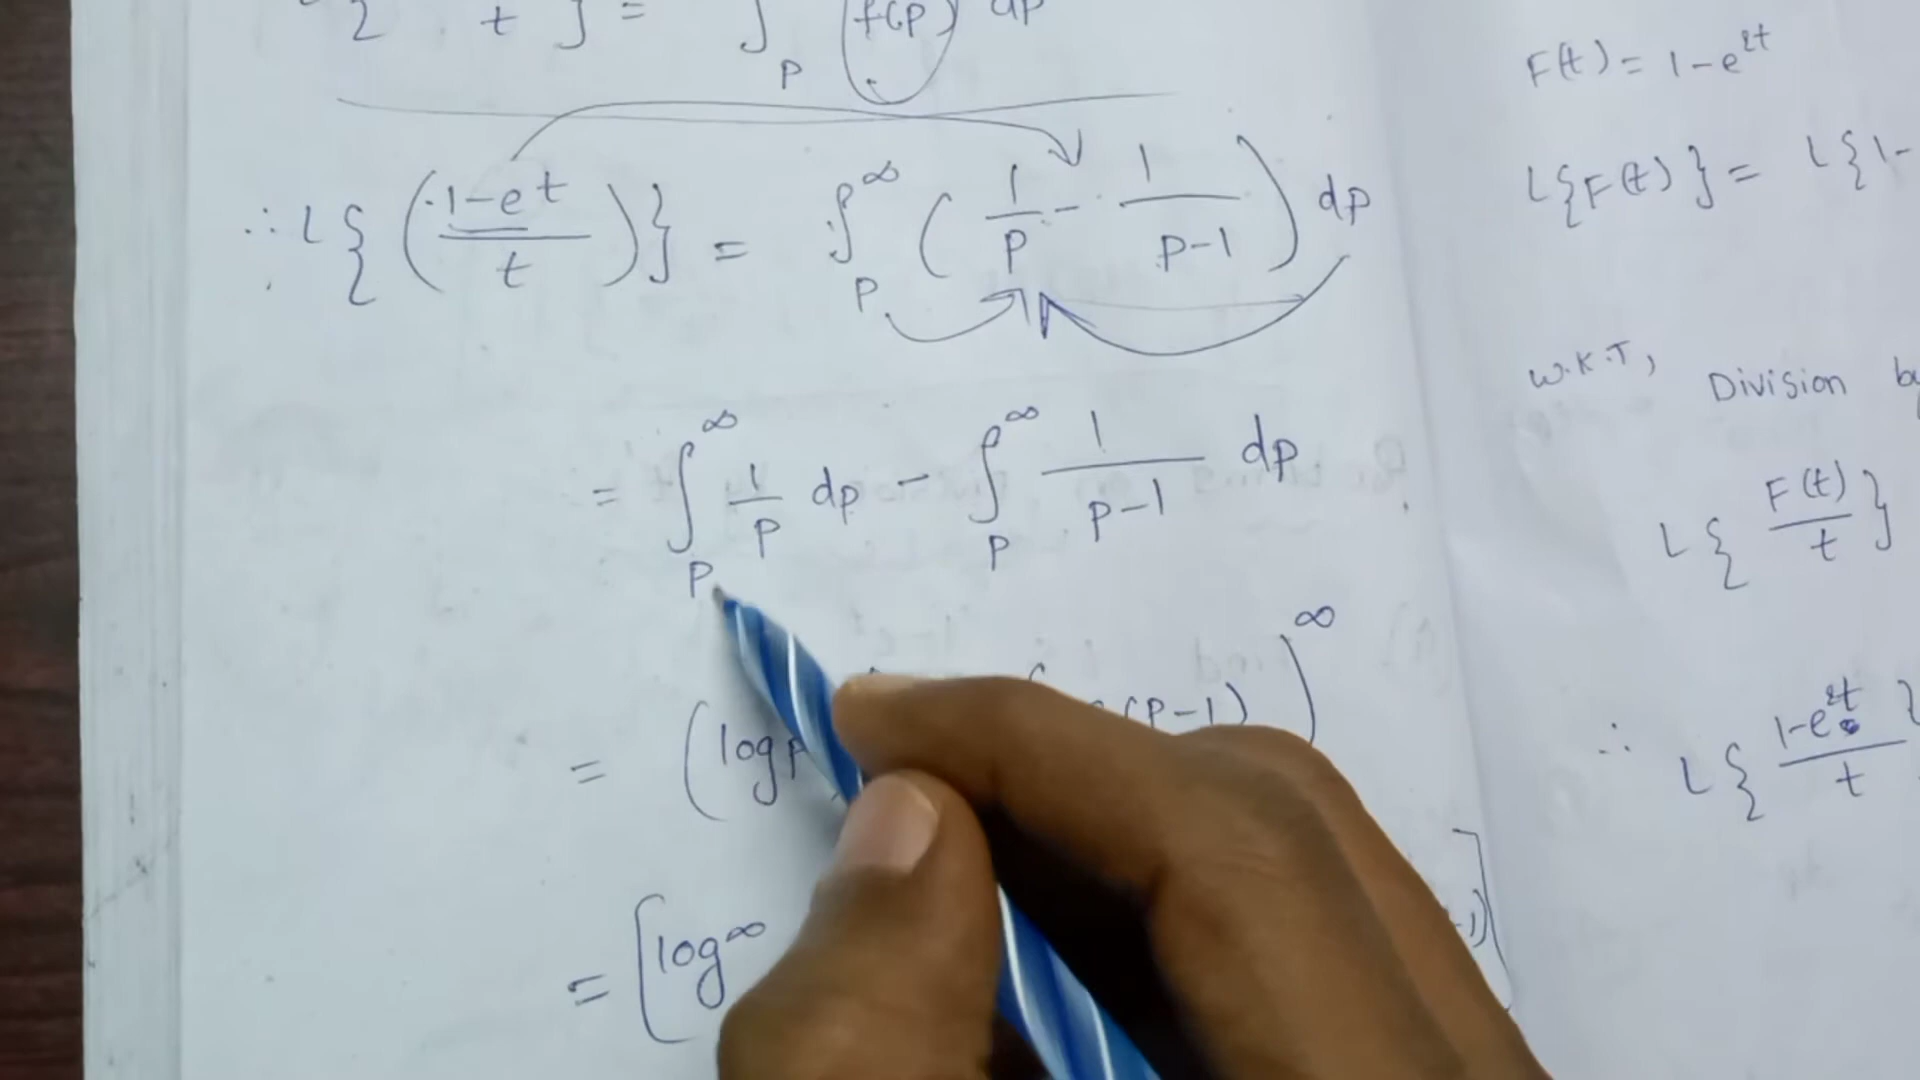 L{ t } = ∫_p f(p) dp
∴ L{(1-e^t/t)} = ∫_p^∞ (1/p - 1/(p-1)) dp
= ∫_p^∞ 1/p dp - ∫_p^∞ 1/(p-1) dp
= (log p (p-1))^∞
= [log ∞
F(t) = 1-e^2t
L{F(t)} = L{1-
W.K.T, Division
L{F(t)/t}
∴ L{1-e^2t/t}